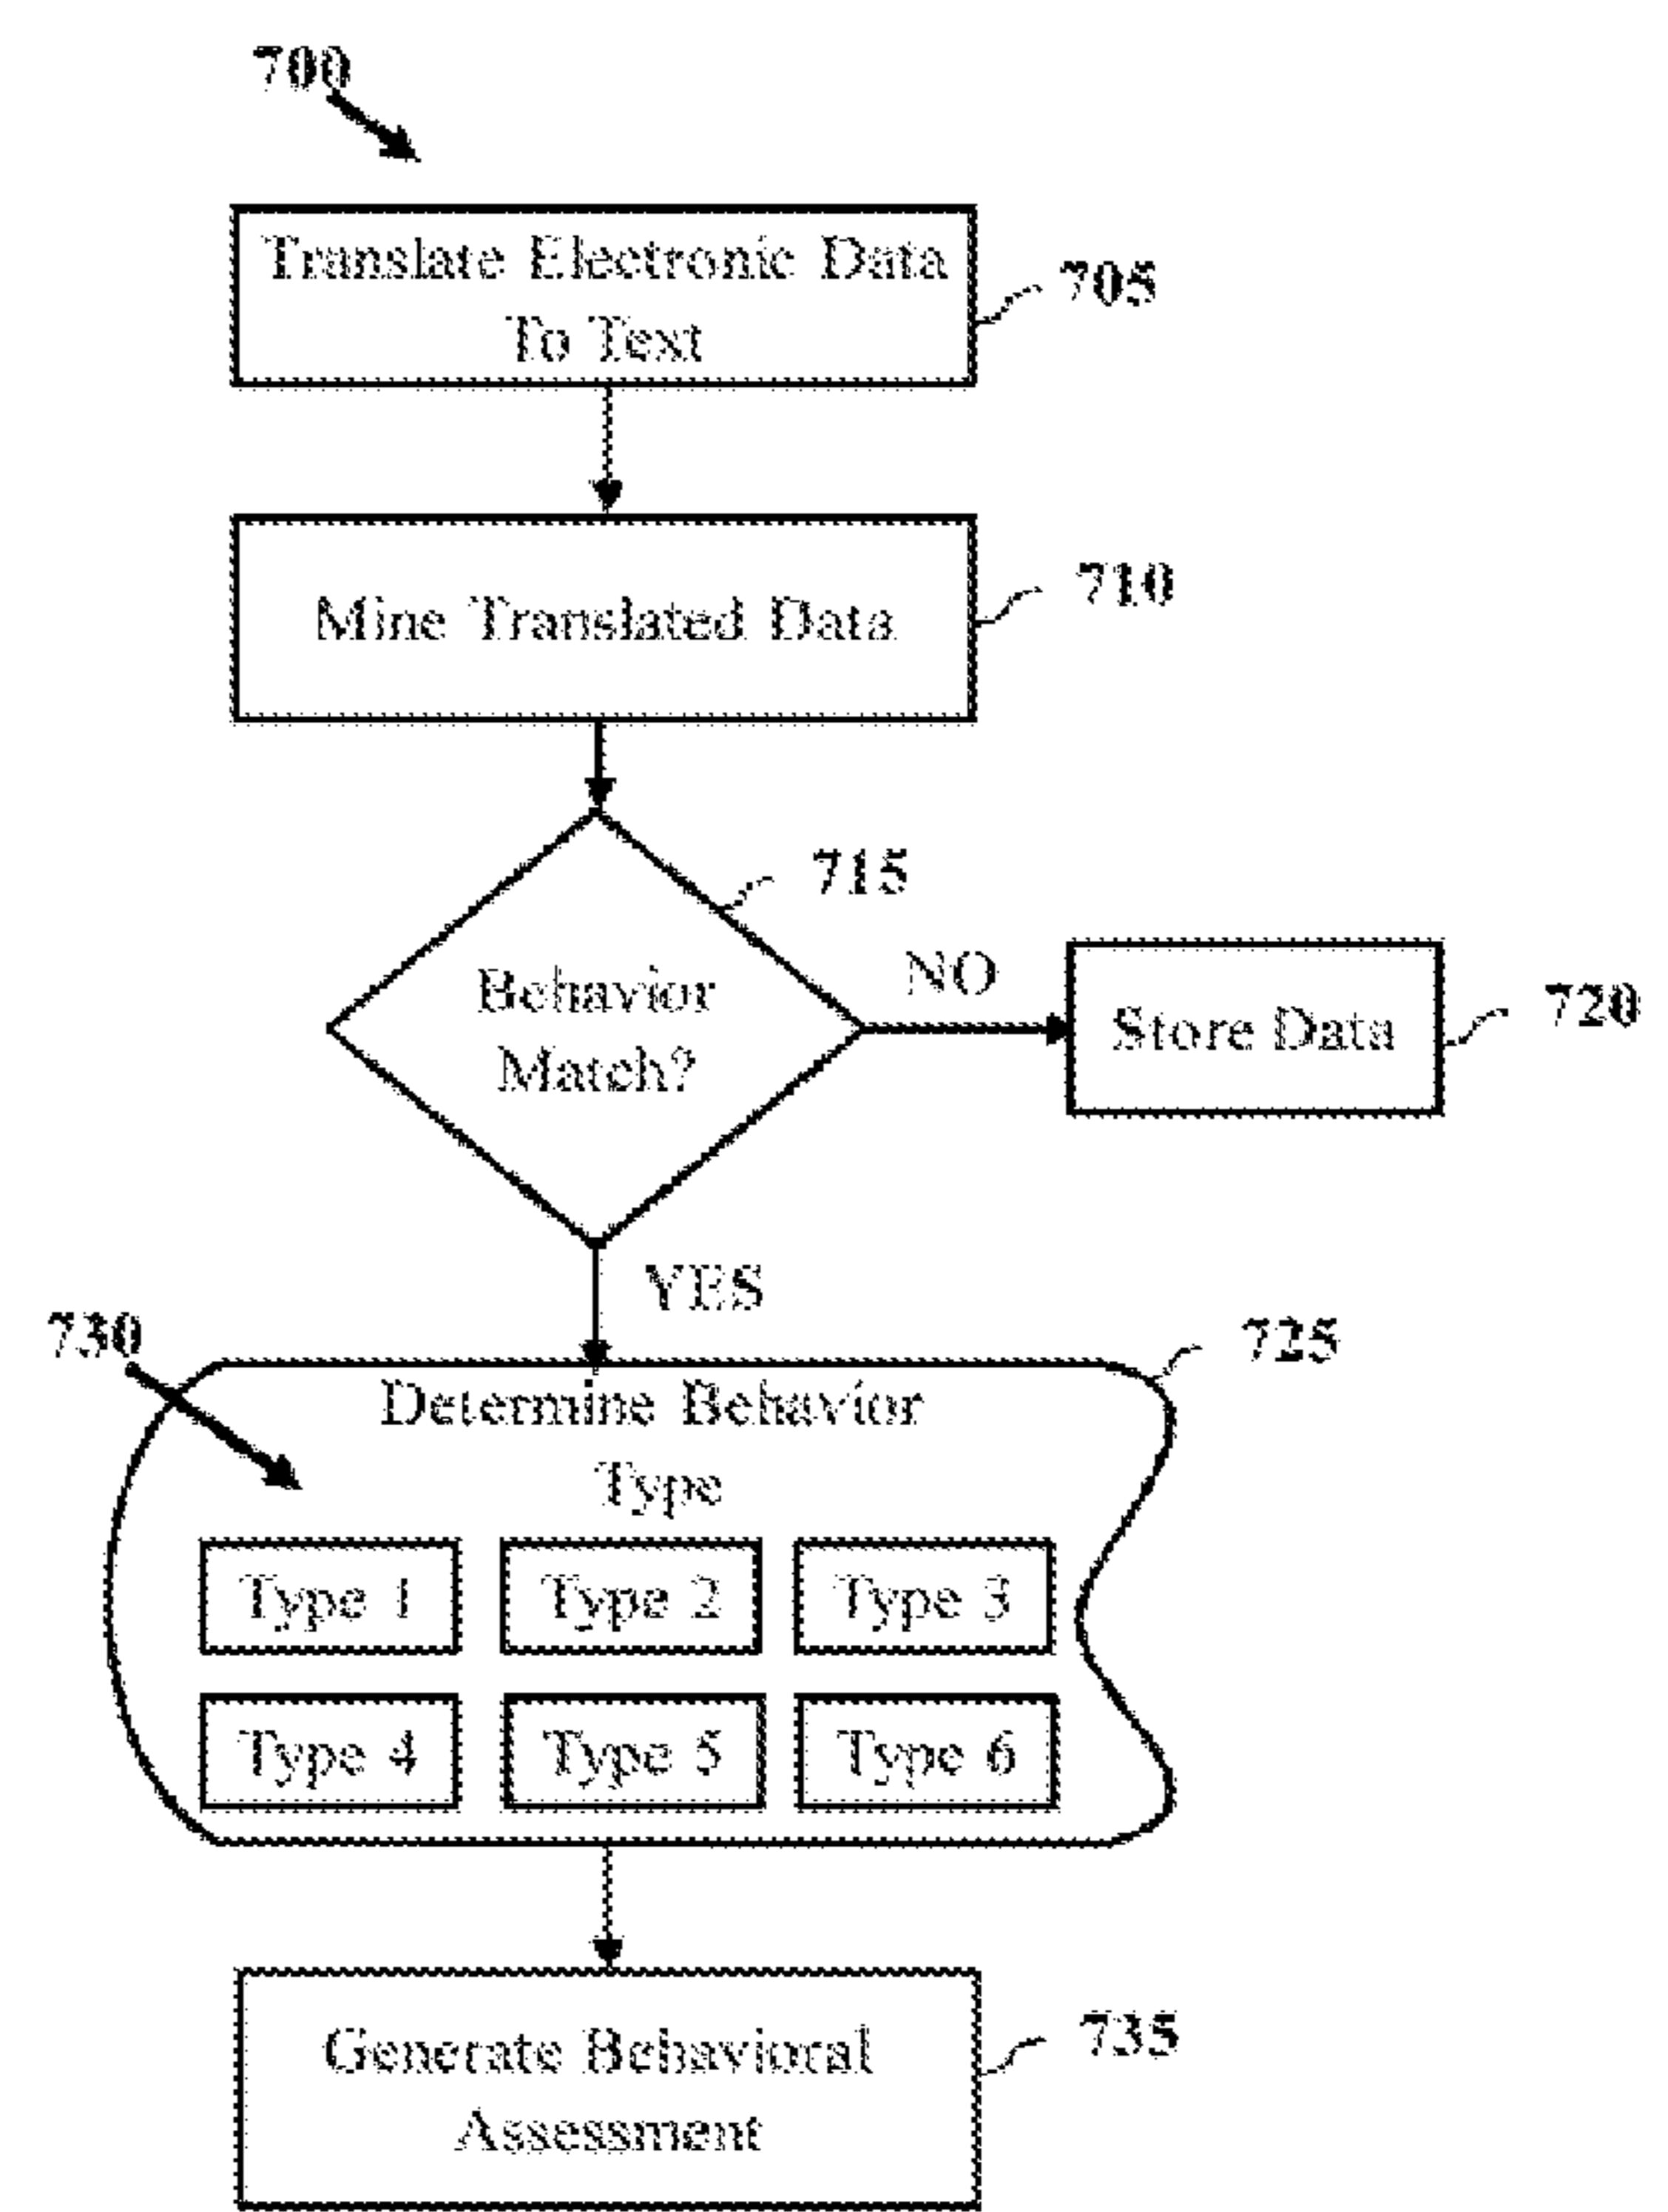 700
Translate Electronic Data
To Text
705
Mine Translated Data
710
715
Behavior
Match?
NO
Store Data
720
YES
730
725
Determine Behavior
Type
Type 1
Type 2
Type 3
Type 4
Type 5
Type 6
Generate Behavioral
Assessment
735